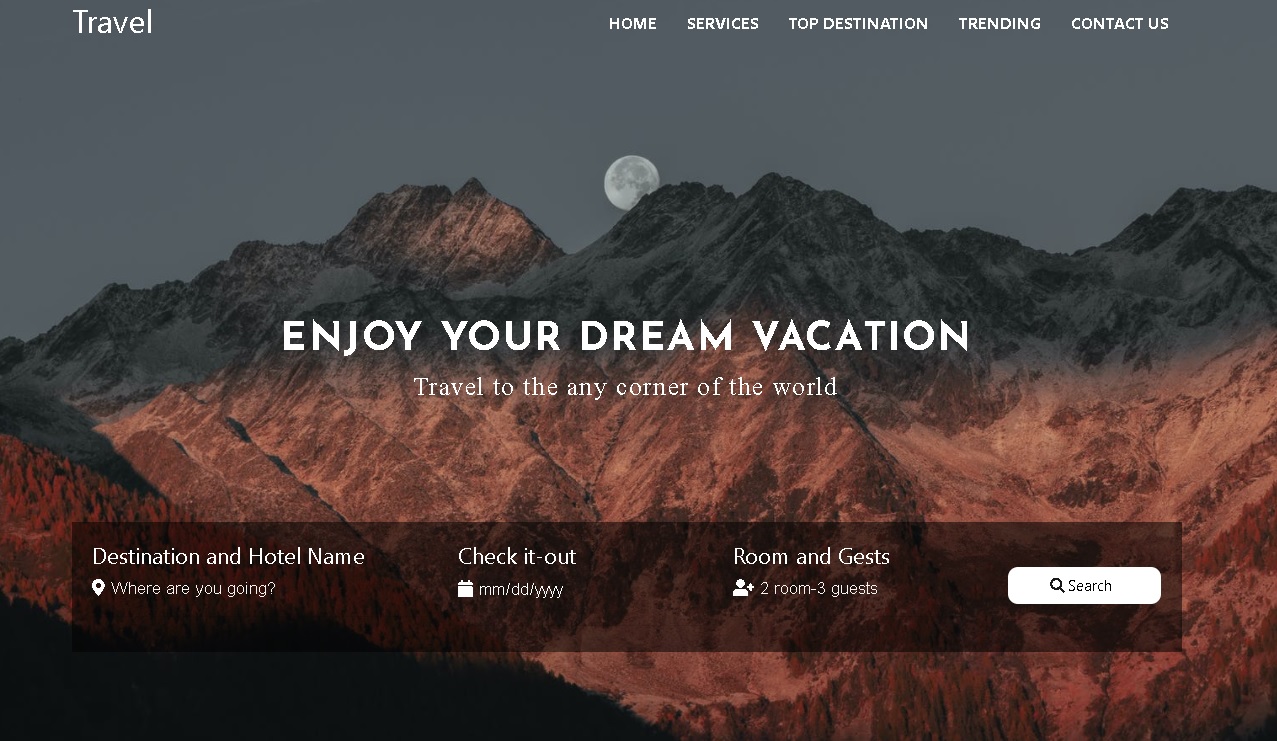 Travel
HOME SERVICES TOP DESTINATION TRENDING CONTACT US
ENJOY YOUR DREAM VACATION
Travel to the any corner of the world
Destination and Hotel Name
Where are you going?
Check it-out
mm/dd/yyyy
Room and Gests
2 room-3 guests
Search